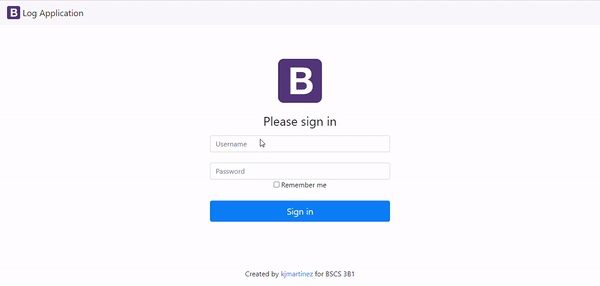 B Log Application
B
Please sign in
Username
Password
Remember me
Sign in
Created by kjmartinez for BSCS 3B1